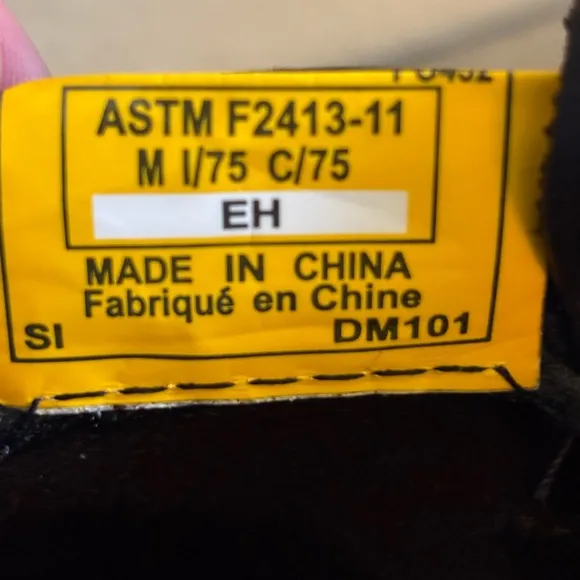 ASTM F2413-11
M I/75 C/75
EH
MADE IN CHINA
Fabriqué en Chine
SI DM101